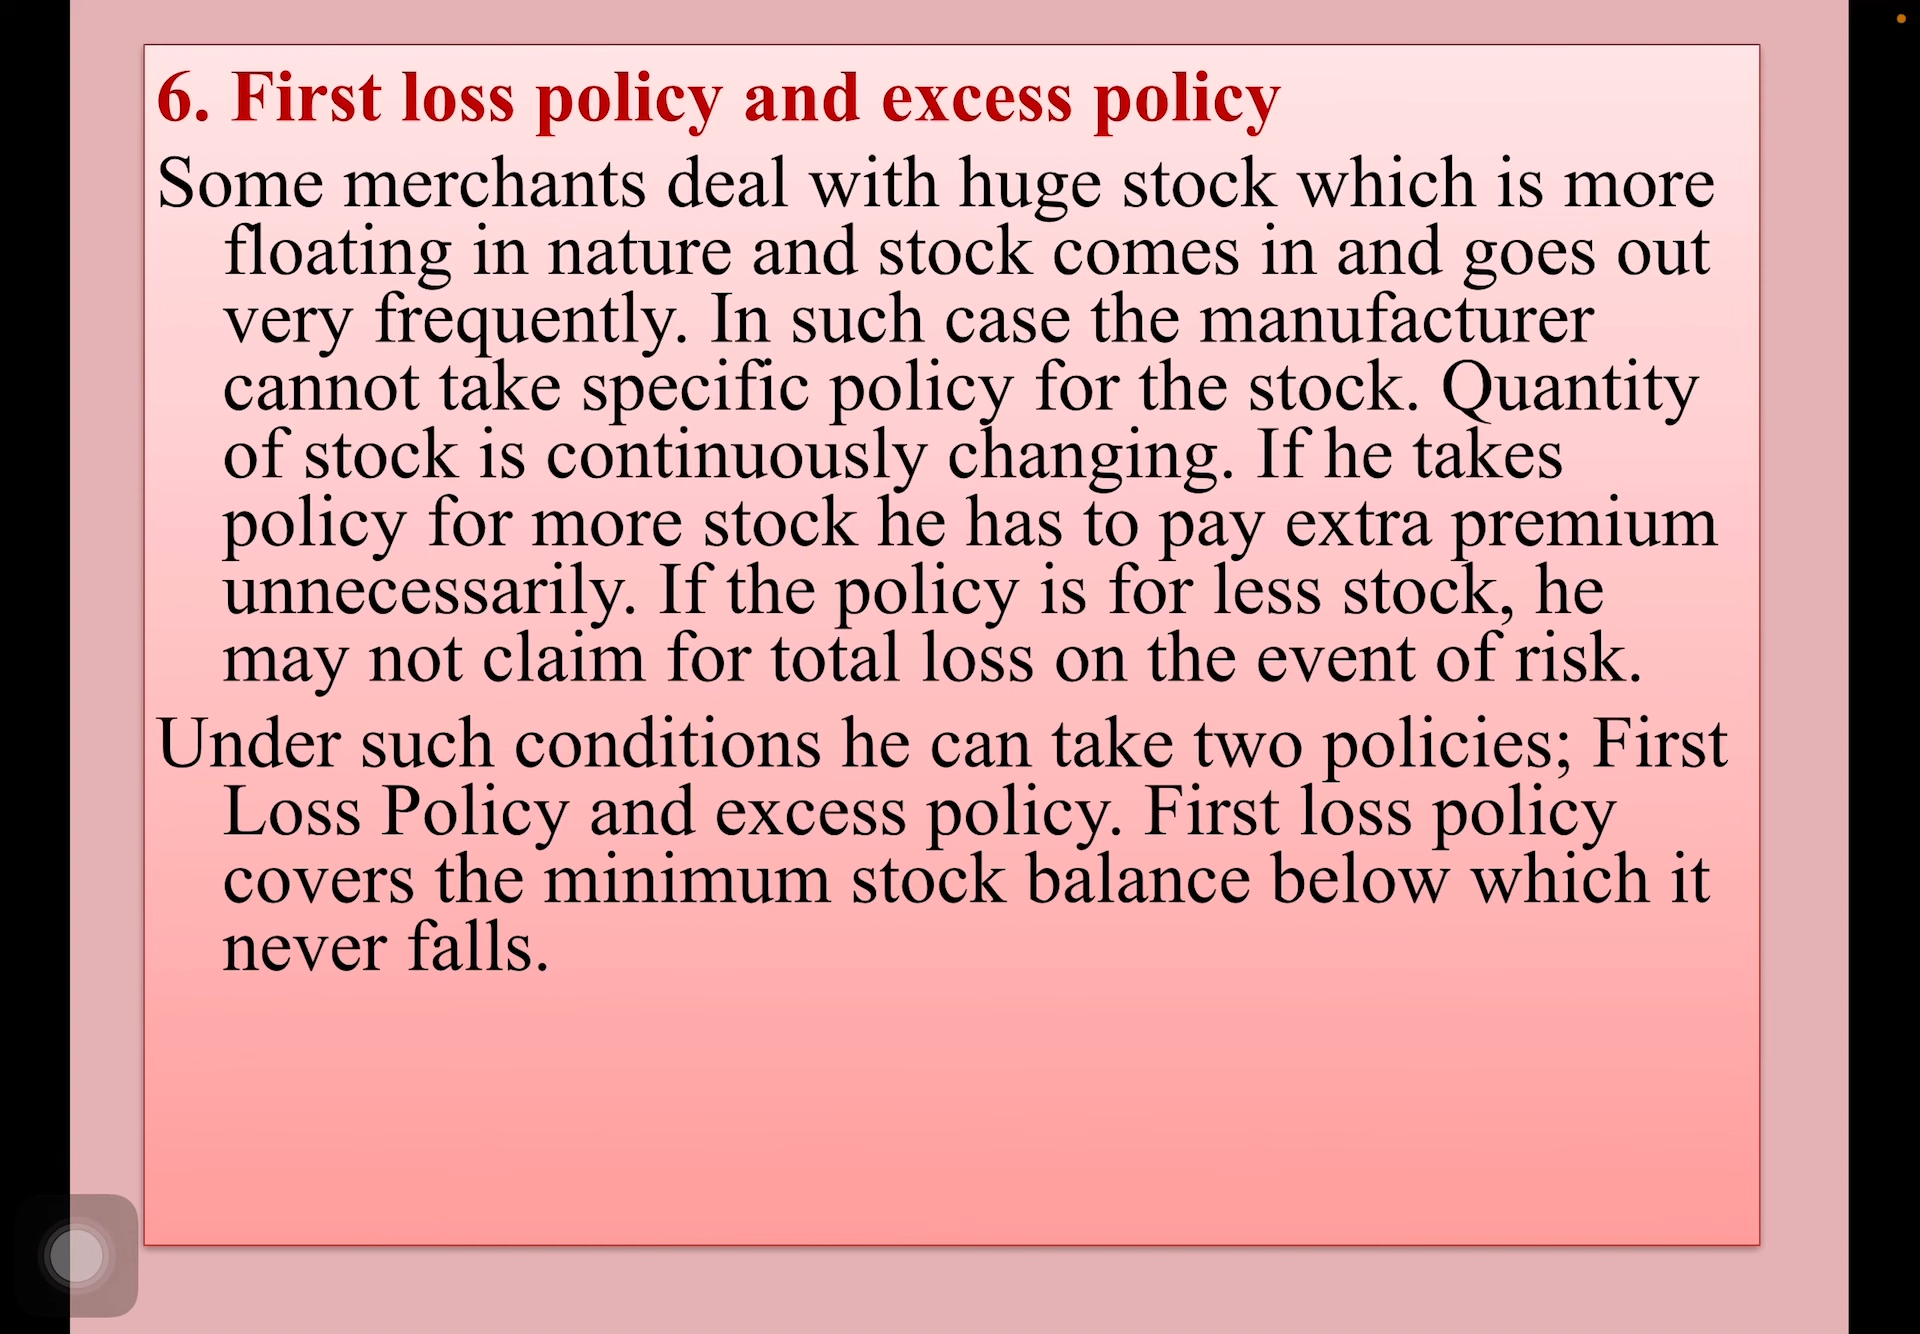 6. First loss policy and excess policy
Some merchants deal with huge stock which is more
floating in nature and stock comes in and goes out
very frequently. In such case the manufacturer
cannot take specific policy for the stock. Quantity
of stock is continuously changing. If he takes
policy for more stock he has to pay extra premium
unnecessarily. If the policy is for less stock, he
may not claim for total loss on the event of risk.
Under such conditions he can take two policies; First
Loss Policy and excess policy. First loss policy
covers the minimum stock balance below which it
never falls.